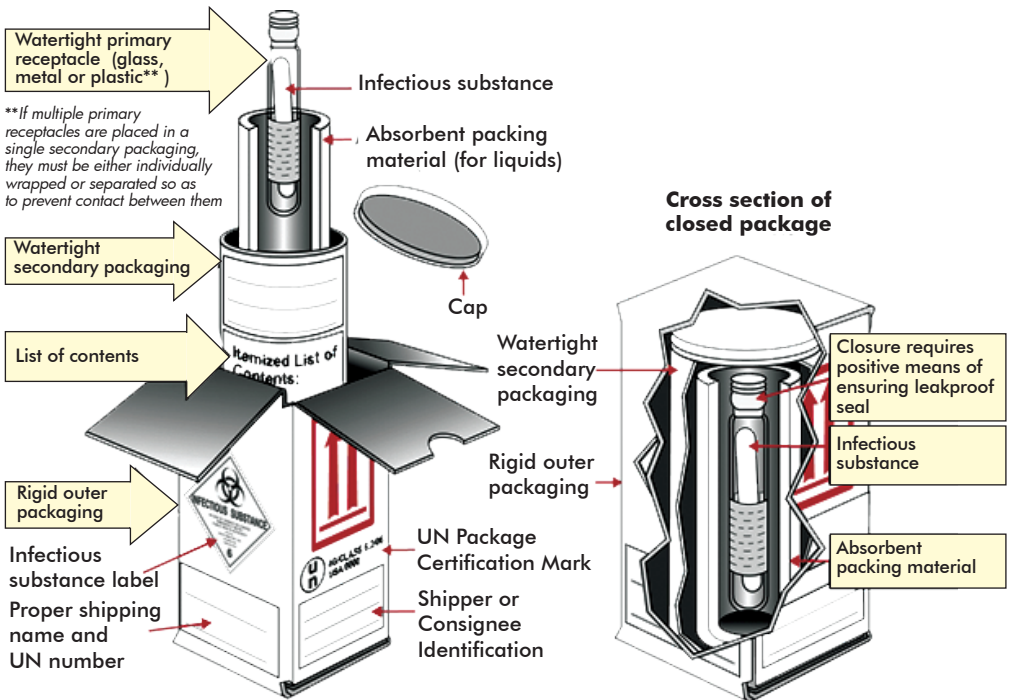 Watertight primary
receptacle (glass,
metal or plastic** )
**If multiple primary
receptacles are placed in a
single secondary packaging,
they must be either individually
wrapped or separated so as
to prevent contact between them
Infectious substance
Absorbent packing
material (for liquids)
Watertight
secondary packaging
Cap
List of contents
Itemized List of
Contents:
Rigid outer
packaging
INFECTIOUS SUBSTANCE
6
Infectious
substance label
Proper shipping
name and
UN number
un
USA 0000
UN Package
Certification Mark
Shipper or
Consignee
Identification
Cross section of
closed package
Watertight
secondary
packaging
Rigid outer
packaging
Closure requires
positive means of
ensuring leakproof
seal
Infectious
substance
Absorbent
packing material